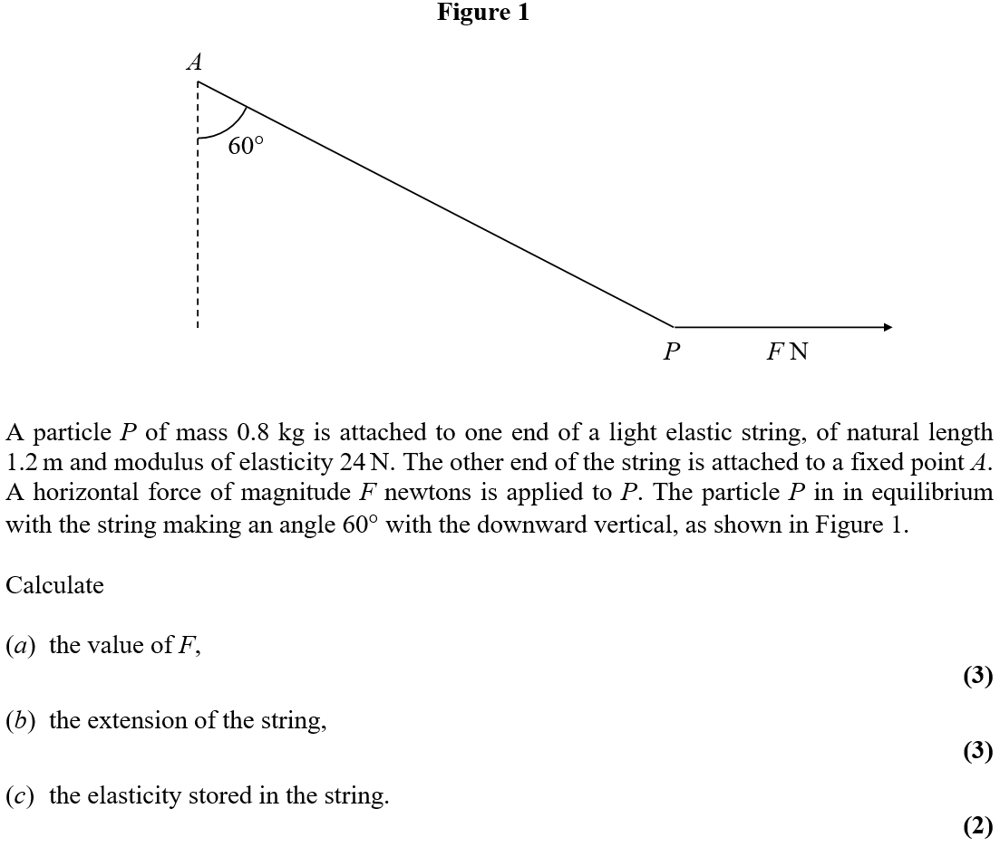 Figure 1
A
60°
P
F N
A particle P of mass 0.8 kg is attached to one end of a light elastic string, of natural length
1.2 m and modulus of elasticity 24 N. The other end of the string is attached to a fixed point A.
A horizontal force of magnitude F newtons is applied to P. The particle P in in equilibrium
with the string making an angle 60° with the downward vertical, as shown in Figure 1.
Calculate
(a) the value of F,
(3)
(b) the extension of the string,
(3)
(c) the elasticity stored in the string.
(2)